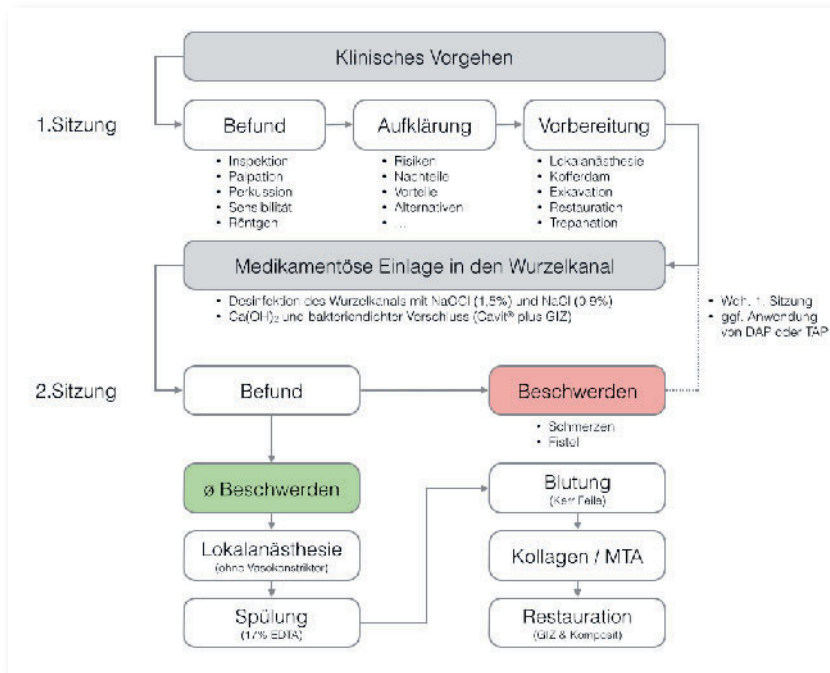 Klinisches Vorgehen
1.Sitzung
Befund
Aufklärung
Vorbereitung
• Inspektion
• Palpation
• Perkussion
• Sensibilität
• Röntgen
• Risiken
• Nachteile
• Vorteile
• Alternativen
• ...
• Lokalanästhesie
• Kofferdam
• Exkavation
• Restauration
• Trepanation
Medikamentöse Einlage in den Wurzelkanal
• Desinfektion des Wurzelkanals mit NaOCl (1,5%) und NaCl (0,9%)
• Ca(OH)₂ und bakteriendichter Verschluss (Cavit® plus GIZ)
• Wdh. 1. Sitzung
• ggf. Anwendung
von DAP oder TAP
2.Sitzung
Befund
Beschwerden
• Schmerzen
• Fistel
ø Beschwerden
Lokalanästhesie
(ohne Vasokonstriktor)
Spülung
(17% EDTA)
Blutung
(Kerr Feile)
Kollagen / MTA
Restauration
(GIZ & Komposit)